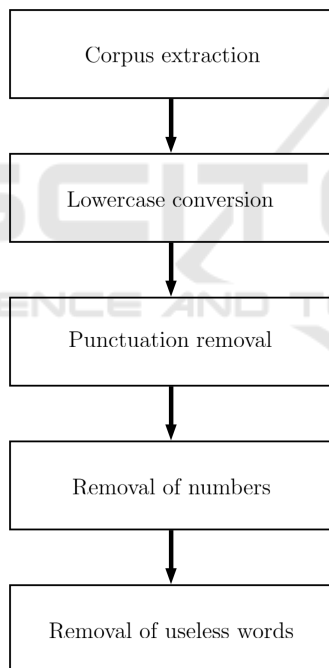 Corpus extraction
Lowercase conversion
Punctuation removal
Removal of numbers
Removal of useless words